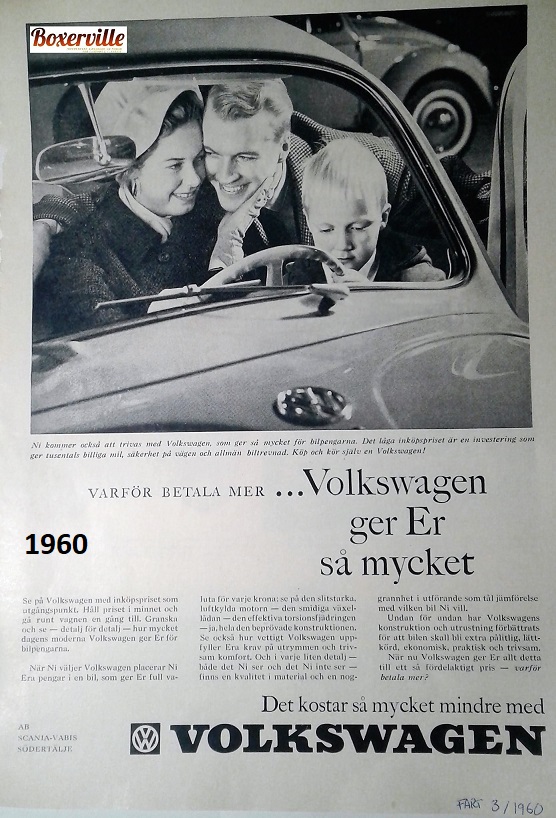 Boxerville
Ni kommer också att trivas med Volkswagen, som ger så mycket för bilpengarna. Det låga inköpspriset är en investering som
ger tusentals billiga mil, säkerhet på vägen och allmän biltrevnad. Köp och kör själv en Volkswagen!
VARFÖR BETALA MER ...Volkswagen
ger Er
så mycket
1960
Se på Volkswagen med inköpspriset som
utgångspunkt. Håll priset i minnet och
gå runt vagnen en gång till. Granska
och se — detalj för detalj — hur mycket
dagens moderna Volkswagen ger Er för
bilpengarna.
När Ni väljer Volkswagen placerar Ni
Era pengar i en bil, som ger Er full va-
luta för varje krona: se på den slitstarka,
luftkylda motorn — den smidiga växel-
lådan — den effektiva torsionsfjädringen
— ja, hela den beprövade konstruktionen.
Se också hur vettigt Volkswagen upp-
fyller Era krav på utrymmen och triv-
sam komfort. Och i varje liten detalj —
både det Ni ser och det Ni inte ser —
finns en kvalitet i material och en nog-
grannhet i utförande som tål jämförelse
med vilken bil Ni vill.
Undan för undan har Volkswagens
konstruktion och utrustning förbättrats
för att bilen skall bli extra pålitlig, lätt-
körd, ekonomisk, praktisk och trivsam.
När nu Volkswagen ger Er allt detta
till ett så fördelaktigt pris — varför
betala mer?
Det kostar så mycket mindre med
AB
SCANIA-VABIS
SÖDERTÄLJE
VOLKSWAGEN
FART 3/1960